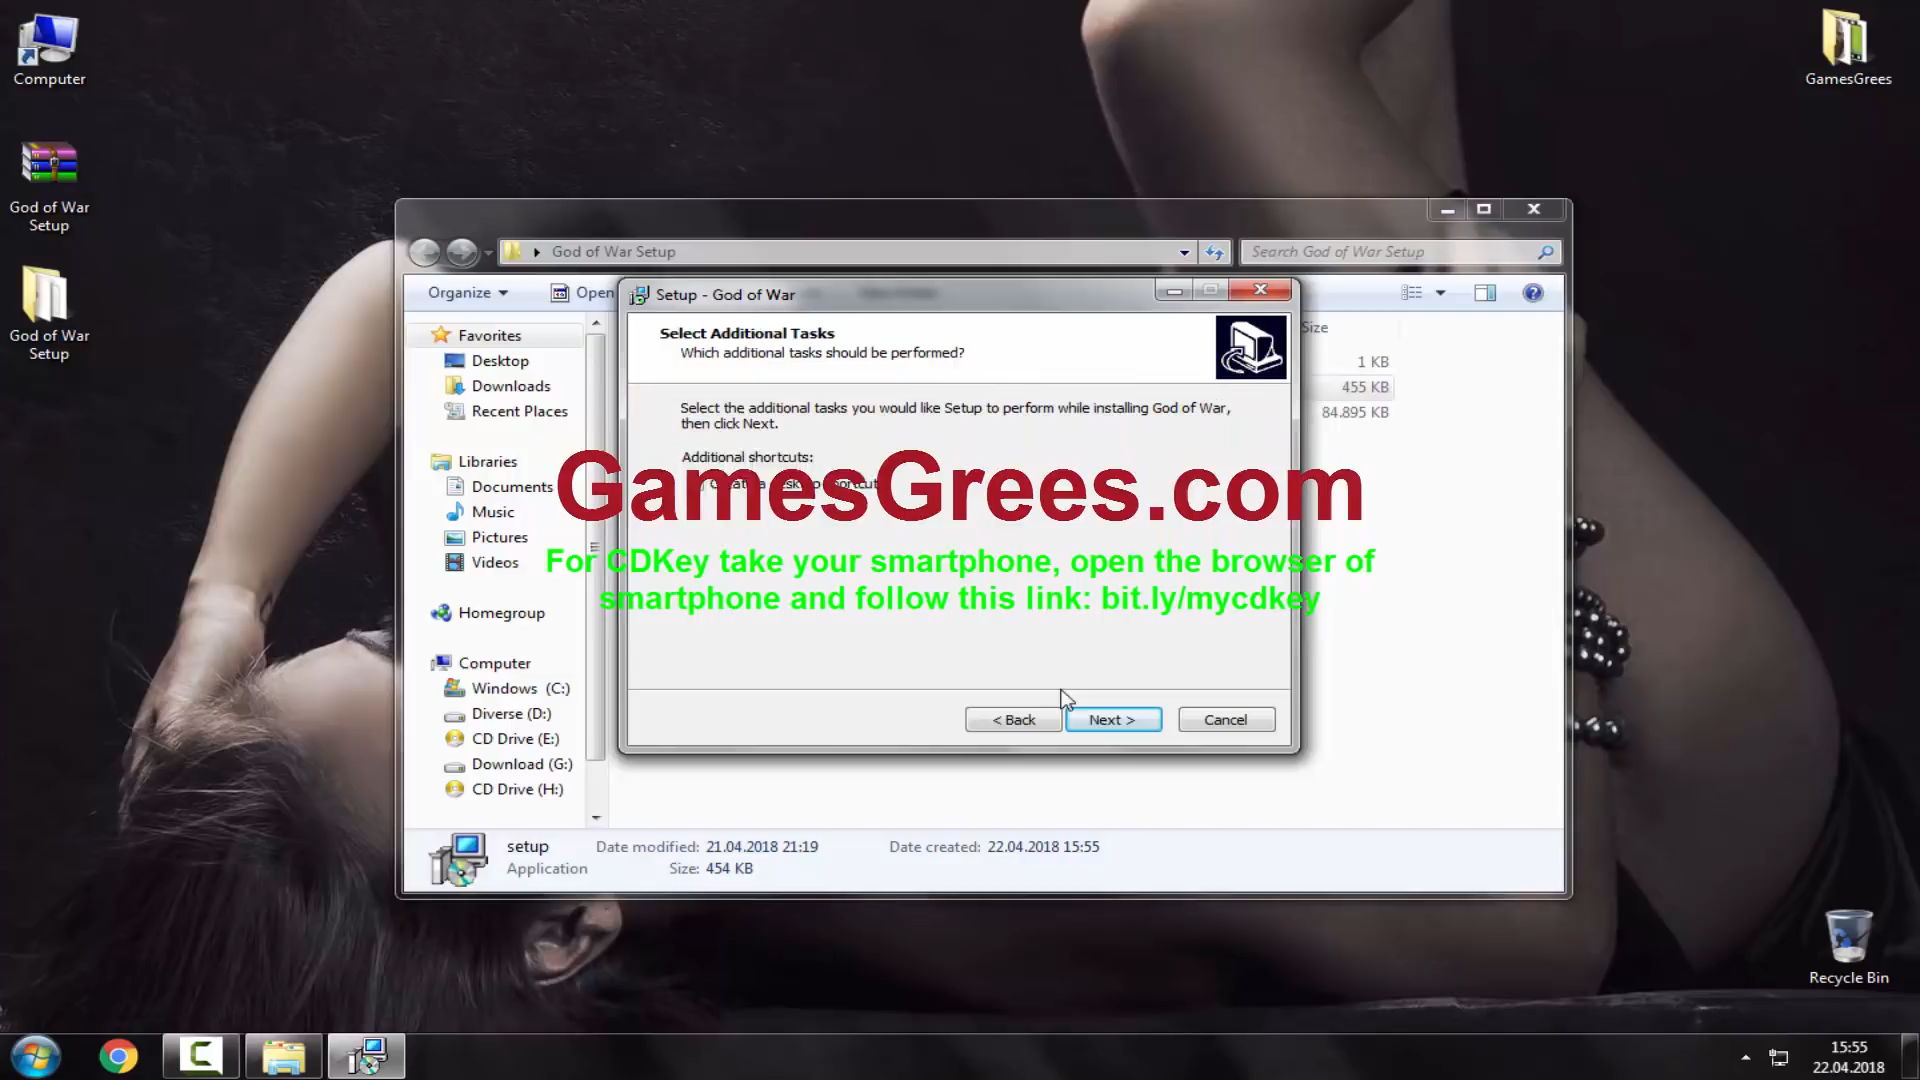 Computer
GamesGrees
God of War
Setup
God of War
Setup
God of War Setup
Search God of War Setup
Organize
Open
Setup - God of War
Size
Select Additional Tasks
Which additional tasks should be performed?
Favorites
Desktop
Downloads
Recent Places
1 KB
455 KB
84.895 KB
Select the additional tasks you would like Setup to perform while installing God of War,
then click Next.
Additional shortcuts:
Create a desktop shortcut
GamesGrees.com
For CDKey take your smartphone, open the browser of
smartphone and follow this link: bit.ly/mycdkey
Libraries
Documents
Music
Pictures
Videos
Homegroup
Computer
Windows (C:)
Diverse (D:)
CD Drive (E:)
Download (G:)
CD Drive (H:)
< Back
Next >
Cancel
setup
Date modified: 21.04.2018 21:19
Date created: 22.04.2018 15:55
Application
Size: 454 KB
Recycle Bin
15:55
22.04.2018